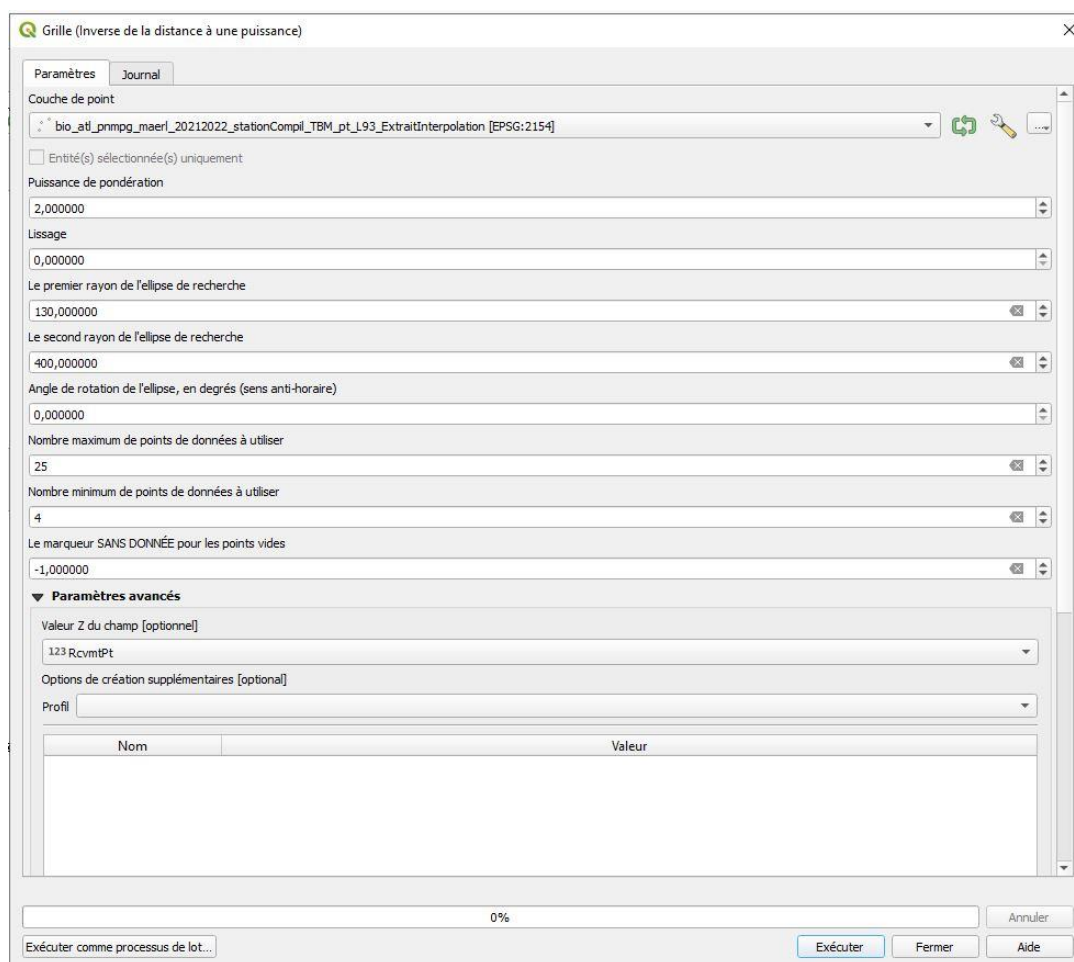 Grille (Inverse de la distance à une puissance)
Paramètres Journal
Couche de point
bio_atl_pnmpg_maerl_20212022_stationCompil_TBM_pt_L93_ExtraitInterpolation [EPSG:2154]
Entité(s) sélectionnée(s) uniquement
Puissance de pondération
2,000000
Lissage
0,000000
Le premier rayon de l'ellipse de recherche
130,000000
Le second rayon de l'ellipse de recherche
400,000000
Angle de rotation de l'ellipse, en degrés (sens anti-horaire)
0,000000
Nombre maximum de points de données à utiliser
25
Nombre minimum de points de données à utiliser
4
Le marqueur SANS DONNÉE pour les points vides
-1,000000
Paramètres avancés
Valeur Z du champ [optionnel]
123 RcvmtPt
Options de création supplémentaires [optional]
Profil
Nom Valeur
0%
Annuler
Exécuter comme processus de lot... Exécuter Fermer Aide